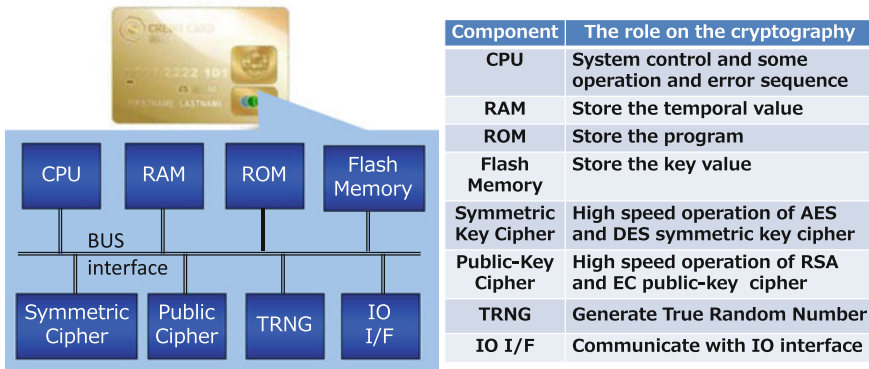 CREDIT CARD
2222
FIRSTNAME LASTNAME
CPU
RAM
ROM
Flash
Memory
BUS
interface
Symmetric
Cipher
Public
Cipher
TRNG
IO
I/F
Component The role on the cryptography
CPU System control and some
operation and error sequence
RAM Store the temporal value
ROM Store the program
Flash
Memory
Store the key value
Symmetric
Key Cipher
High speed operation of AES
and DES symmetric key cipher
Public-Key
Cipher
High speed operation of RSA
and EC public-key cipher
TRNG Generate True Random Number
IO I/F Communicate with IO interface